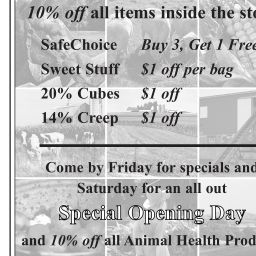 10% off all items inside the
SafeChoice Buy 3, Get 1 Free
Sweet Stuff $1 off per bag
20% Cubes $1 off
14% Creep $1 off
Come by Friday for specials and
Saturday for an all out
Special Opening Day
and 10% off all Animal Health